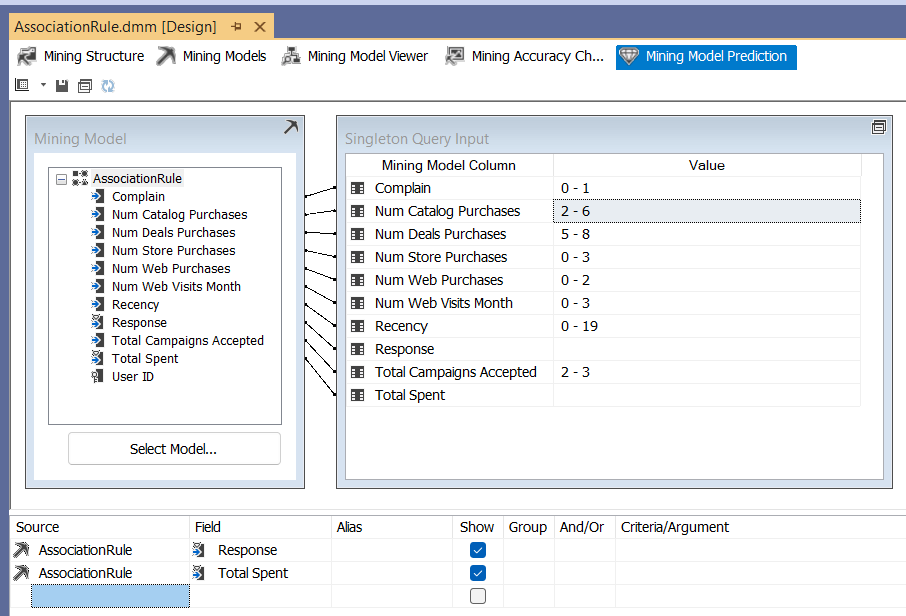 AssociationRule.dmm [Design]
Mining Structure Mining Models Mining Model Viewer Mining Accuracy Ch... Mining Model Prediction
Mining Model
AssociationRule
Complain
Num Catalog Purchases
Num Deals Purchases
Num Store Purchases
Num Web Purchases
Num Web Visits Month
Recency
Response
Total Campaigns Accepted
Total Spent
User ID
Select Model...
Singleton Query Input
Mining Model Column Value
Complain 0 - 1
Num Catalog Purchases 2 - 6
Num Deals Purchases 5 - 8
Num Store Purchases 0 - 3
Num Web Purchases 0 - 2
Num Web Visits Month 0 - 3
Recency 0 - 19
Response
Total Campaigns Accepted 2 - 3
Total Spent
Source Field Alias Show Group And/Or Criteria/Argument
AssociationRule Response
AssociationRule Total Spent